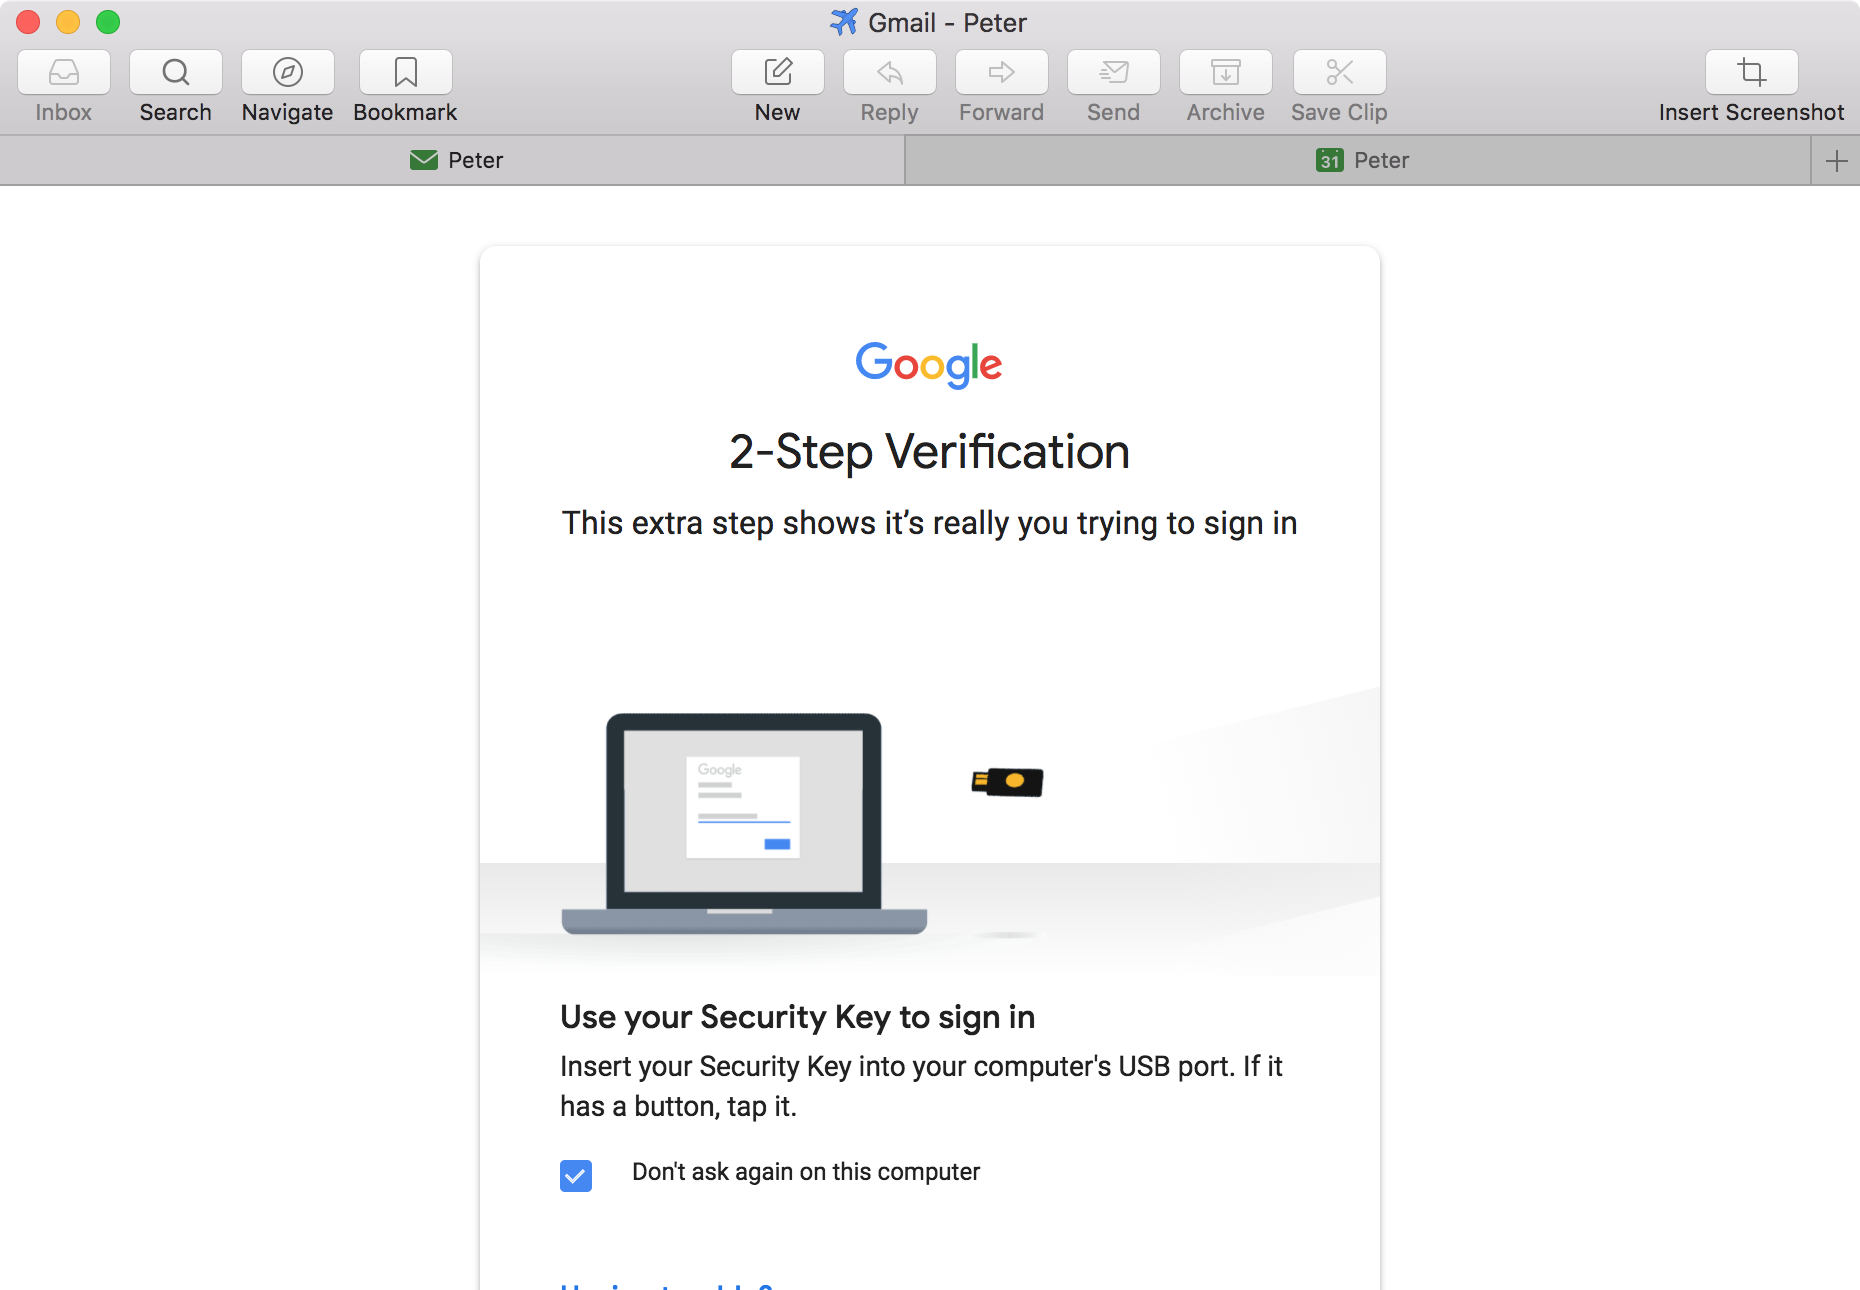 Gmail - Peter
Inbox
Search
Navigate
Bookmark
New
Reply
Forward
Send
Archive
Save Clip
Insert Screenshot
Peter
31 Peter
Google
2-Step Verification
This extra step shows it’s really you trying to sign in
Google
Use your Security Key to sign in
Insert your Security Key into your computer's USB port. If it
has a button, tap it.
Don't ask again on this computer